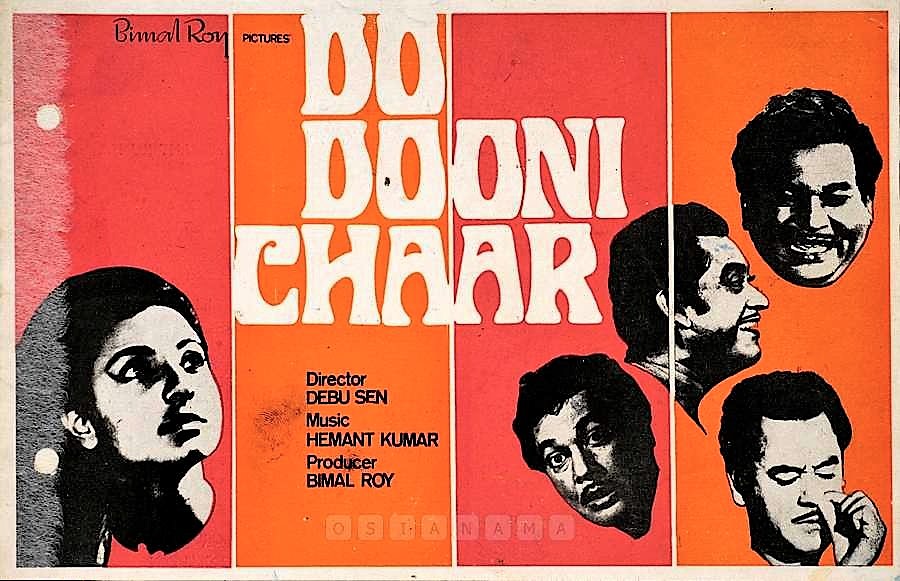 Bimal Roy PICTURES
DO
DOONI
CHAAR
Director
DEBU SEN
Music
HEMANT KUMAR
Producer
BIMAL ROY
OSIANAMA